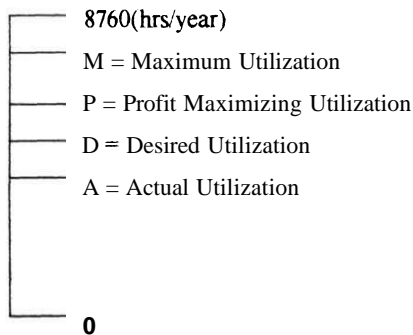 8760(hrs/year)
M = Maximum Utilization
P = Profit Maximizing Utilization
D = Desired Utilization
A = Actual Utilization
0